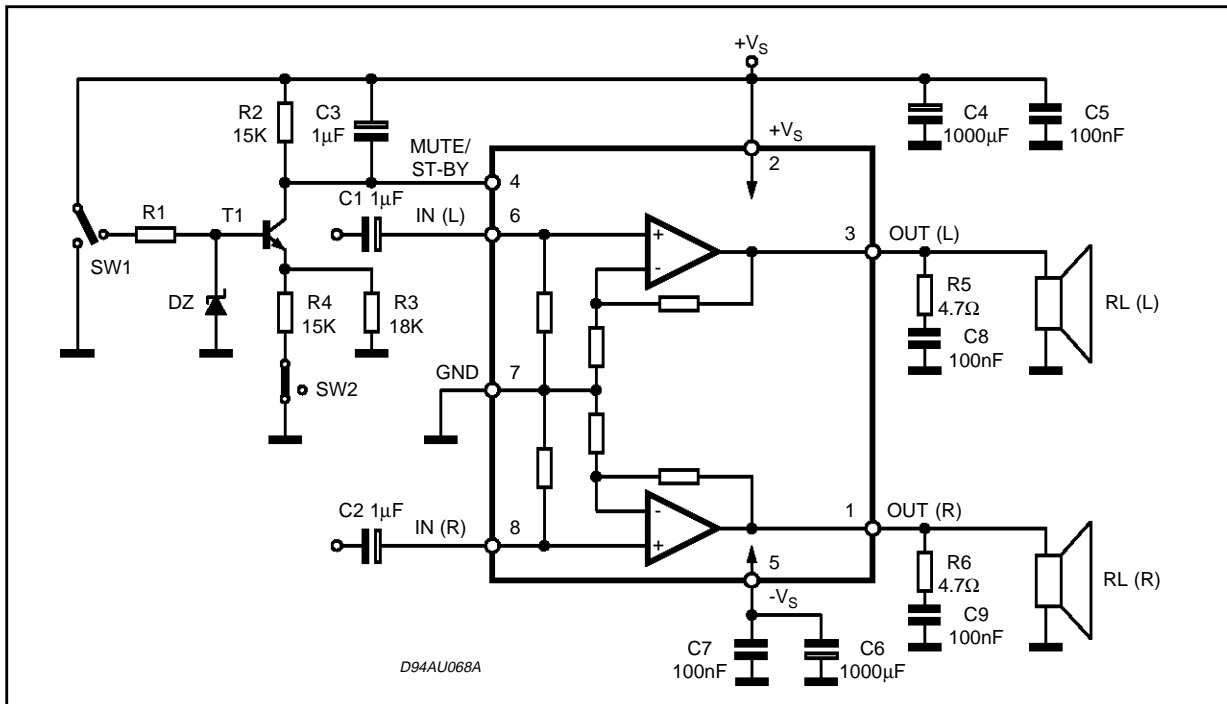 +VS
R2
15K
C3
1µF
C4
1000µF
C5
100nF
+VS
2
MUTE/
ST-BY
4
C1 1µF
IN (L)
6
R1
T1
SW1
+
-
3
OUT (L)
DZ
R4
15K
R3
18K
R5
4.7Ω
C8
100nF
RL (L)
GND
7
SW2
C2 1µF
IN (R)
8
-
+
1
OUT (R)
5
-VS
R6
4.7Ω
C9
100nF
RL (R)
C7
100nF
C6
1000µF
D94AU068A